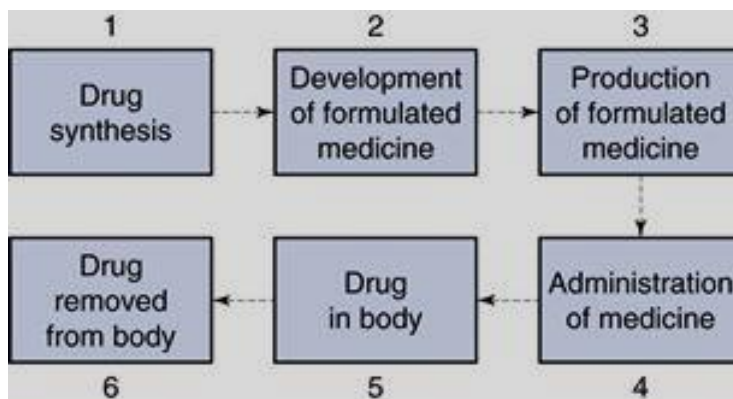 1
Drug
synthesis
2
Development
of formulated
medicine
3
Production
of formulated
medicine
Administration
of medicine
4
Drug
in body
5
Drug
removed
from body
6